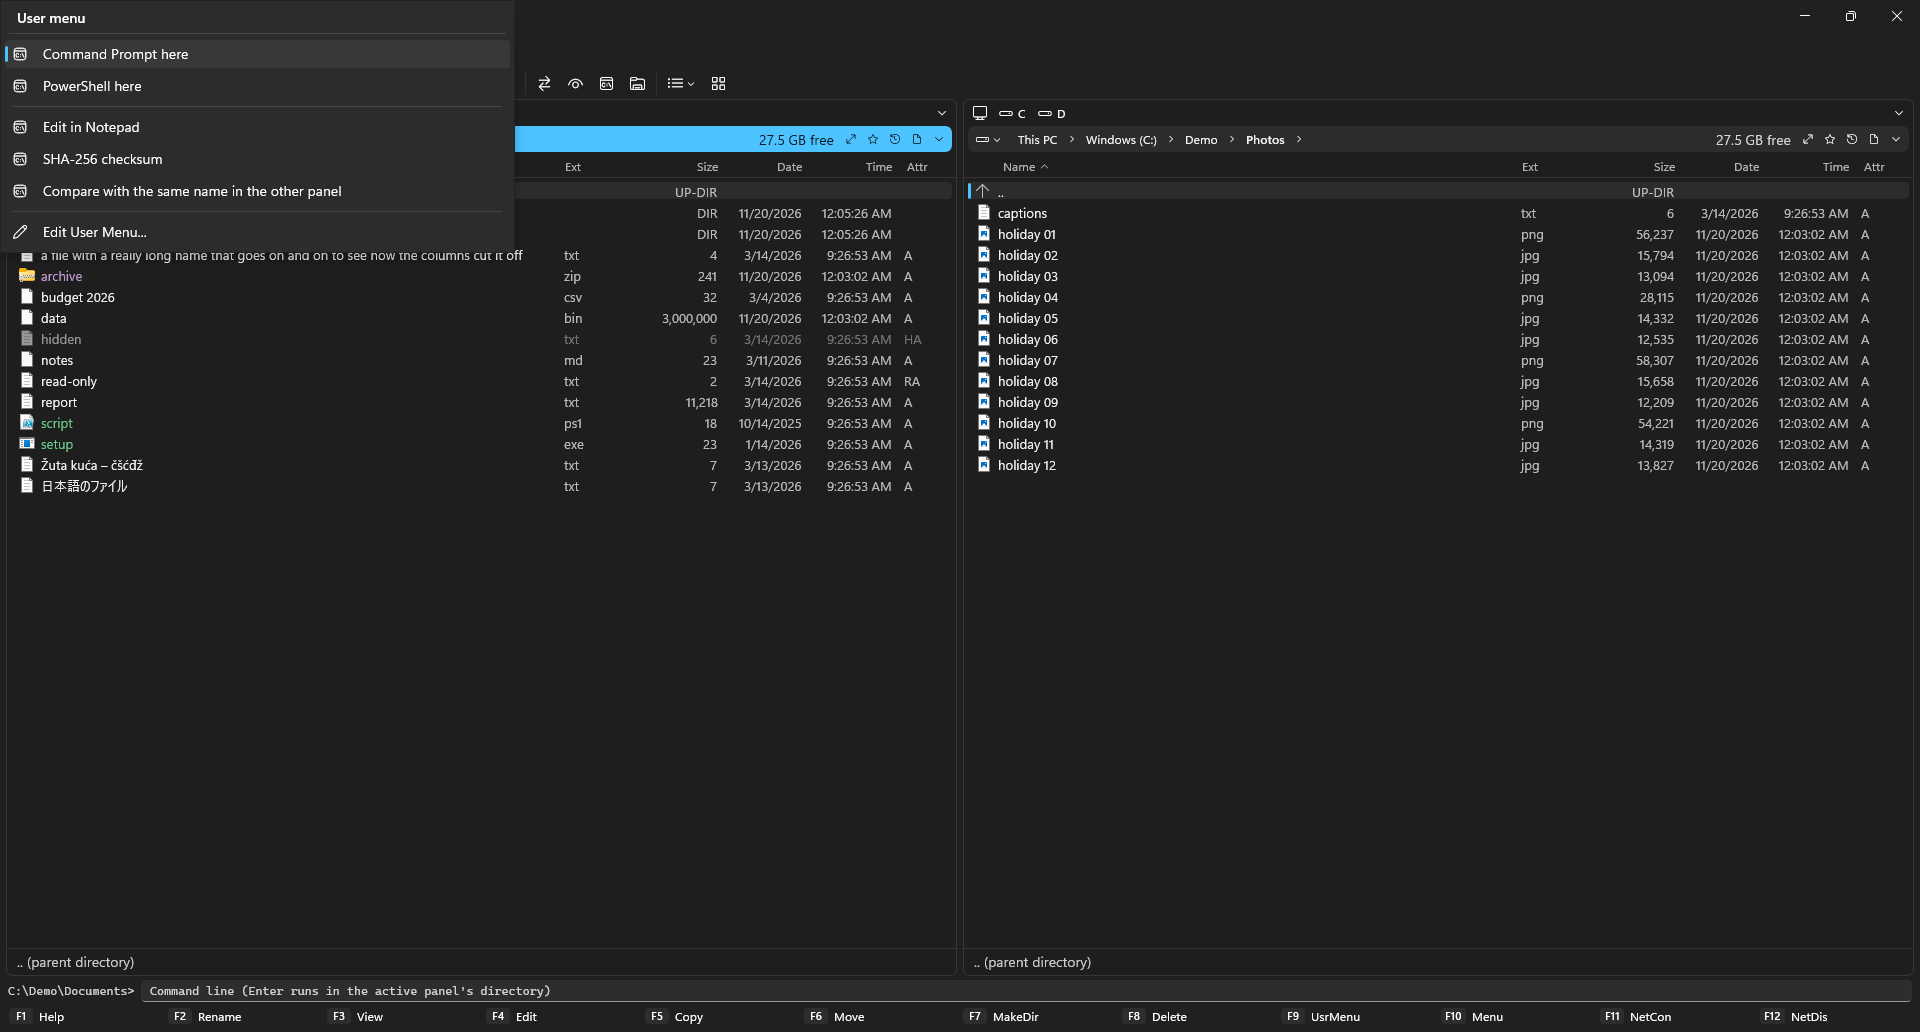 User menu
Command Prompt here
PowerShell here
Edit in Notepad
SHA-256 checksum
Compare with the same name in the other panel
Edit User Menu...
27.5 GB free
Ext Size Date Time Attr
UP-DIR
DIR 11/20/2026 12:05:26 AM
DIR 11/20/2026 12:05:26 AM
a file with a really long name that goes on and on to see how the columns cut it off txt 4 3/14/2026 9:26:53 AM A
archive zip 241 11/20/2026 12:03:02 AM A
budget 2026 csv 32 3/4/2026 9:26:53 AM A
data bin 3,000,000 11/20/2026 12:03:02 AM A
hidden txt 6 3/14/2026 9:26:53 AM HA
notes md 23 3/11/2026 9:26:53 AM A
read-only txt 2 3/14/2026 9:26:53 AM RA
report txt 11,218 3/14/2026 9:26:53 AM A
script ps1 18 10/14/2025 9:26:53 AM A
setup exe 23 1/14/2026 9:26:53 AM A
Žuta kuća – čšćđž txt 7 3/13/2026 9:26:53 AM A
日本語のファイル txt 7 3/13/2026 9:26:53 AM A
.. (parent directory)
C D
This PC Windows (C:) Demo Photos 27.5 GB free
Name Ext Size Date Time Attr
.. UP-DIR
captions txt 6 3/14/2026 9:26:53 AM A
holiday 01 png 56,237 11/20/2026 12:03:02 AM A
holiday 02 jpg 15,794 11/20/2026 12:03:02 AM A
holiday 03 jpg 13,094 11/20/2026 12:03:02 AM A
holiday 04 png 28,115 11/20/2026 12:03:02 AM A
holiday 05 jpg 14,332 11/20/2026 12:03:02 AM A
holiday 06 jpg 12,535 11/20/2026 12:03:02 AM A
holiday 07 png 58,307 11/20/2026 12:03:02 AM A
holiday 08 jpg 15,658 11/20/2026 12:03:02 AM A
holiday 09 jpg 12,209 11/20/2026 12:03:02 AM A
holiday 10 png 54,221 11/20/2026 12:03:02 AM A
holiday 11 jpg 14,319 11/20/2026 12:03:02 AM A
holiday 12 jpg 13,827 11/20/2026 12:03:02 AM A
.. (parent directory)
C:\Demo\Documents> Command line (Enter runs in the active panel's directory)
F1 Help F2 Rename F3 View F4 Edit F5 Copy F6 Move F7 MakeDir F8 Delete F9 UsrMenu F10 Menu F11 NetCon F12 NetDis